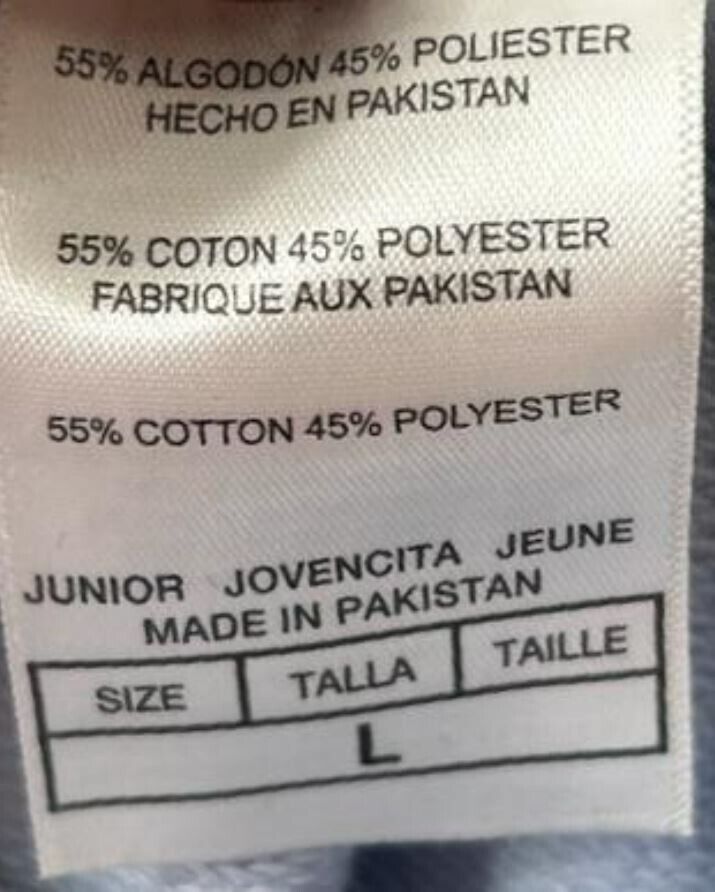 55% ALGODÓN 45% POLIESTER
HECHO EN PAKISTAN
55% COTON 45% POLYESTER
FABRIQUE AUX PAKISTAN
55% COTTON 45% POLYESTER
JUNIOR JOVENCITA JEUNE
MADE IN PAKISTAN
SIZE TALLA TAILLE
L